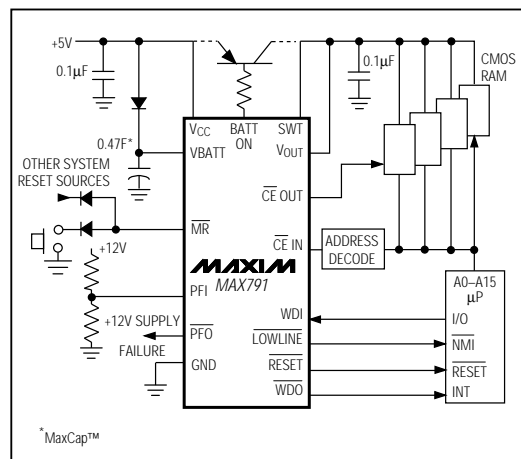 +5V
0.1µF
0.1µF
CMOS
RAM
0.47F*
VCC
BATT
ON
SWT
VBATT
VOUT
OTHER SYSTEM
RESET SOURCES
CE OUT
MR
CE IN
ADDRESS
DECODE
+12V
MAXIM
MAX791
PFI
A0–A15
µP
+12V SUPPLY
FAILURE
PFO
WDI
I/O
LOWLINE
NMI
GND
RESET
RESET
WDO
INT
*MaxCap™